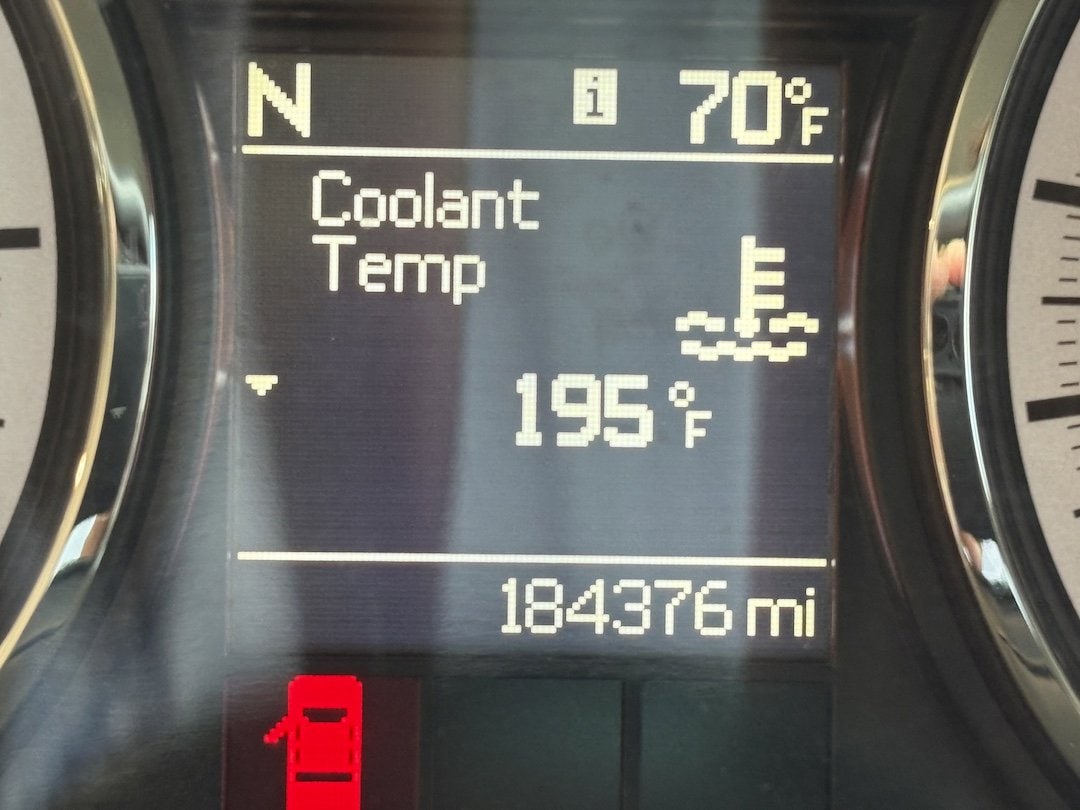 N i 70°F
Coolant
Temp
195°F
184376 mi